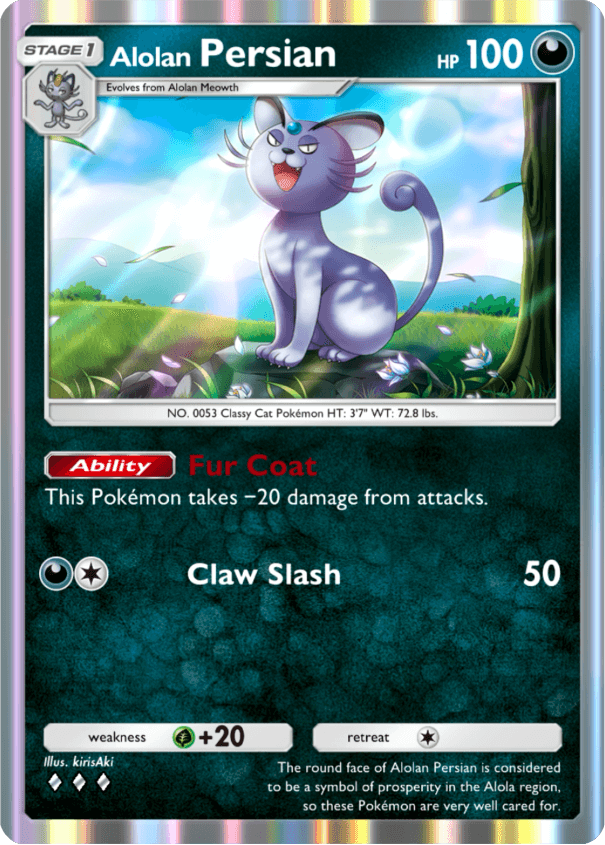 STAGE 1
Alolan Persian
HP 100
Evolves from Alolan Meowth
NO. 0053 Classy Cat Pokémon HT: 3'7" WT: 72.8 lbs.
Ability Fur Coat
This Pokémon takes −20 damage from attacks.
Claw Slash 50
weakness +20
retreat
Illus. kirisAki
The round face of Alolan Persian is considered
to be a symbol of prosperity in the Alola region,
so these Pokémon are very well cared for.